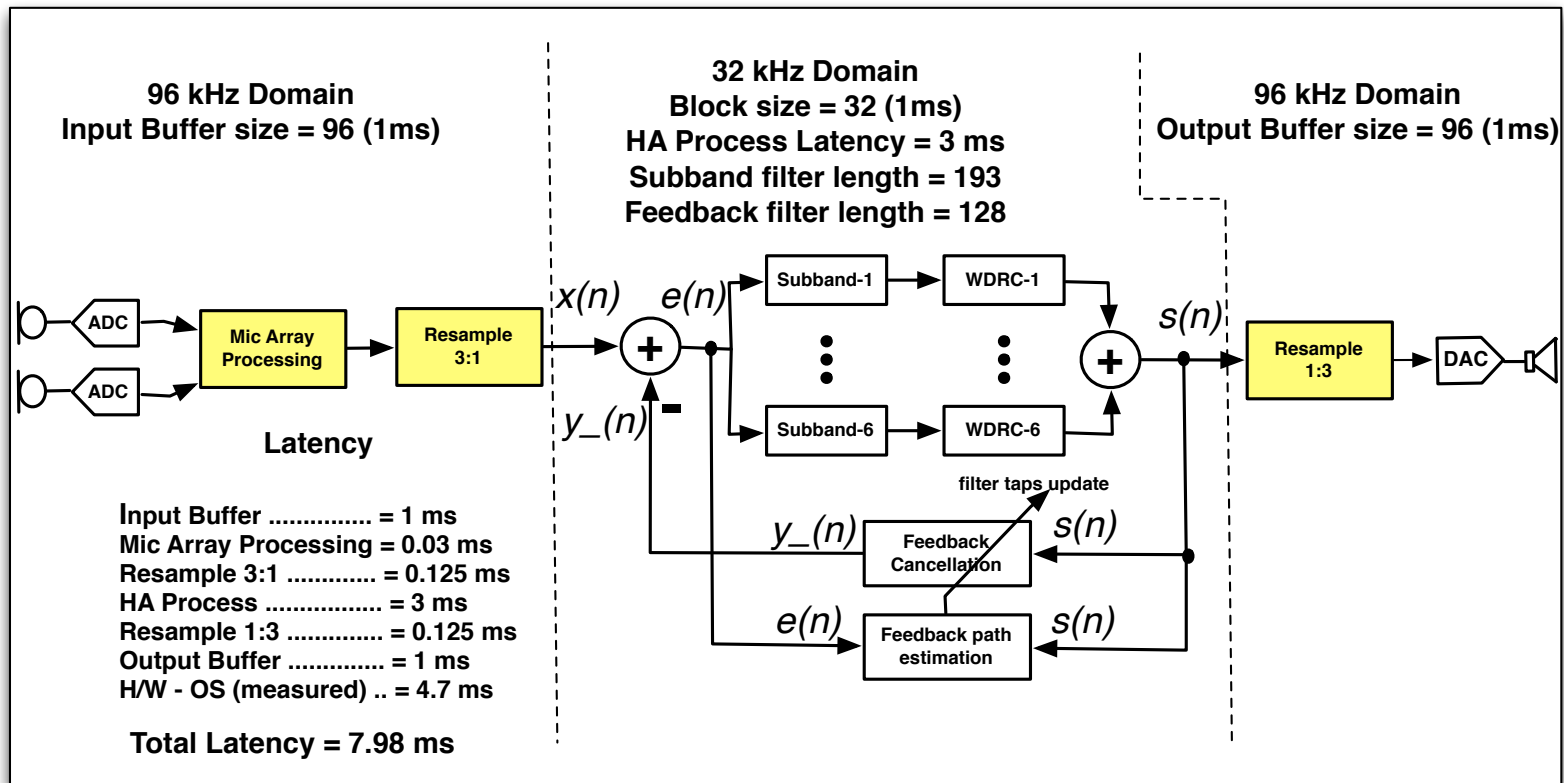 96 kHz Domain
Input Buffer size = 96 (1ms)
32 kHz Domain
Block size = 32 (1ms)
HA Process Latency = 3 ms
Subband filter length = 193
Feedback filter length = 128
96 kHz Domain
Output Buffer size = 96 (1ms)
ADC
ADC
Mic Array
Processing
Resample
3:1
x(n)
e(n)
+
y_(n)
-
Subband-1
WDRC-1
Subband-6
WDRC-6
+
s(n)
Resample
1:3
DAC
filter taps update
y_(n)
Feedback
Cancellation
s(n)
e(n)
Feedback path
estimation
s(n)
Latency
Input Buffer ............... = 1 ms
Mic Array Processing = 0.03 ms
Resample 3:1 ............. = 0.125 ms
HA Process .................. = 3 ms
Resample 1:3 .............. = 0.125 ms
Output Buffer .............. = 1 ms
H/W - OS (measured) .. = 4.7 ms
Total Latency = 7.98 ms